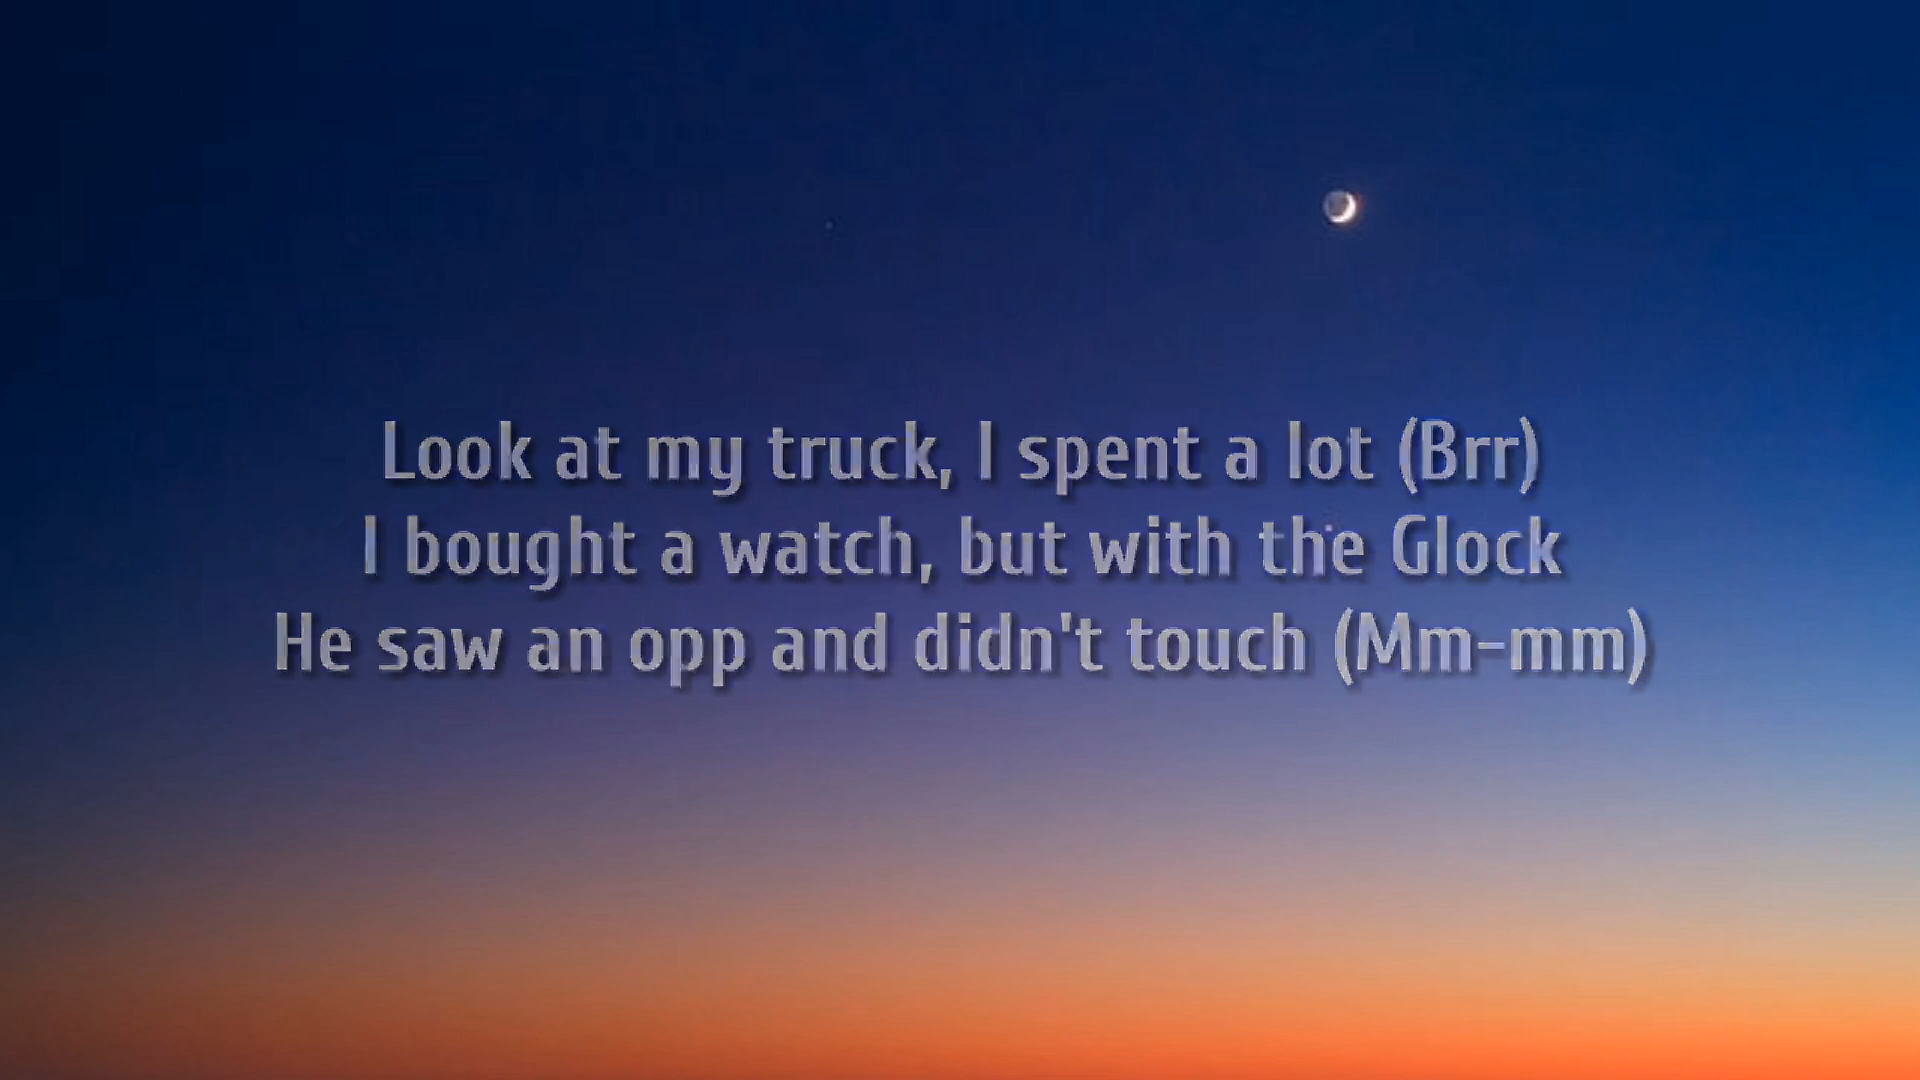 Look at my truck, I spent a lot (Brr)
I bought a watch, but with the Glock
He saw an opp and didn't touch (Mm-mm)